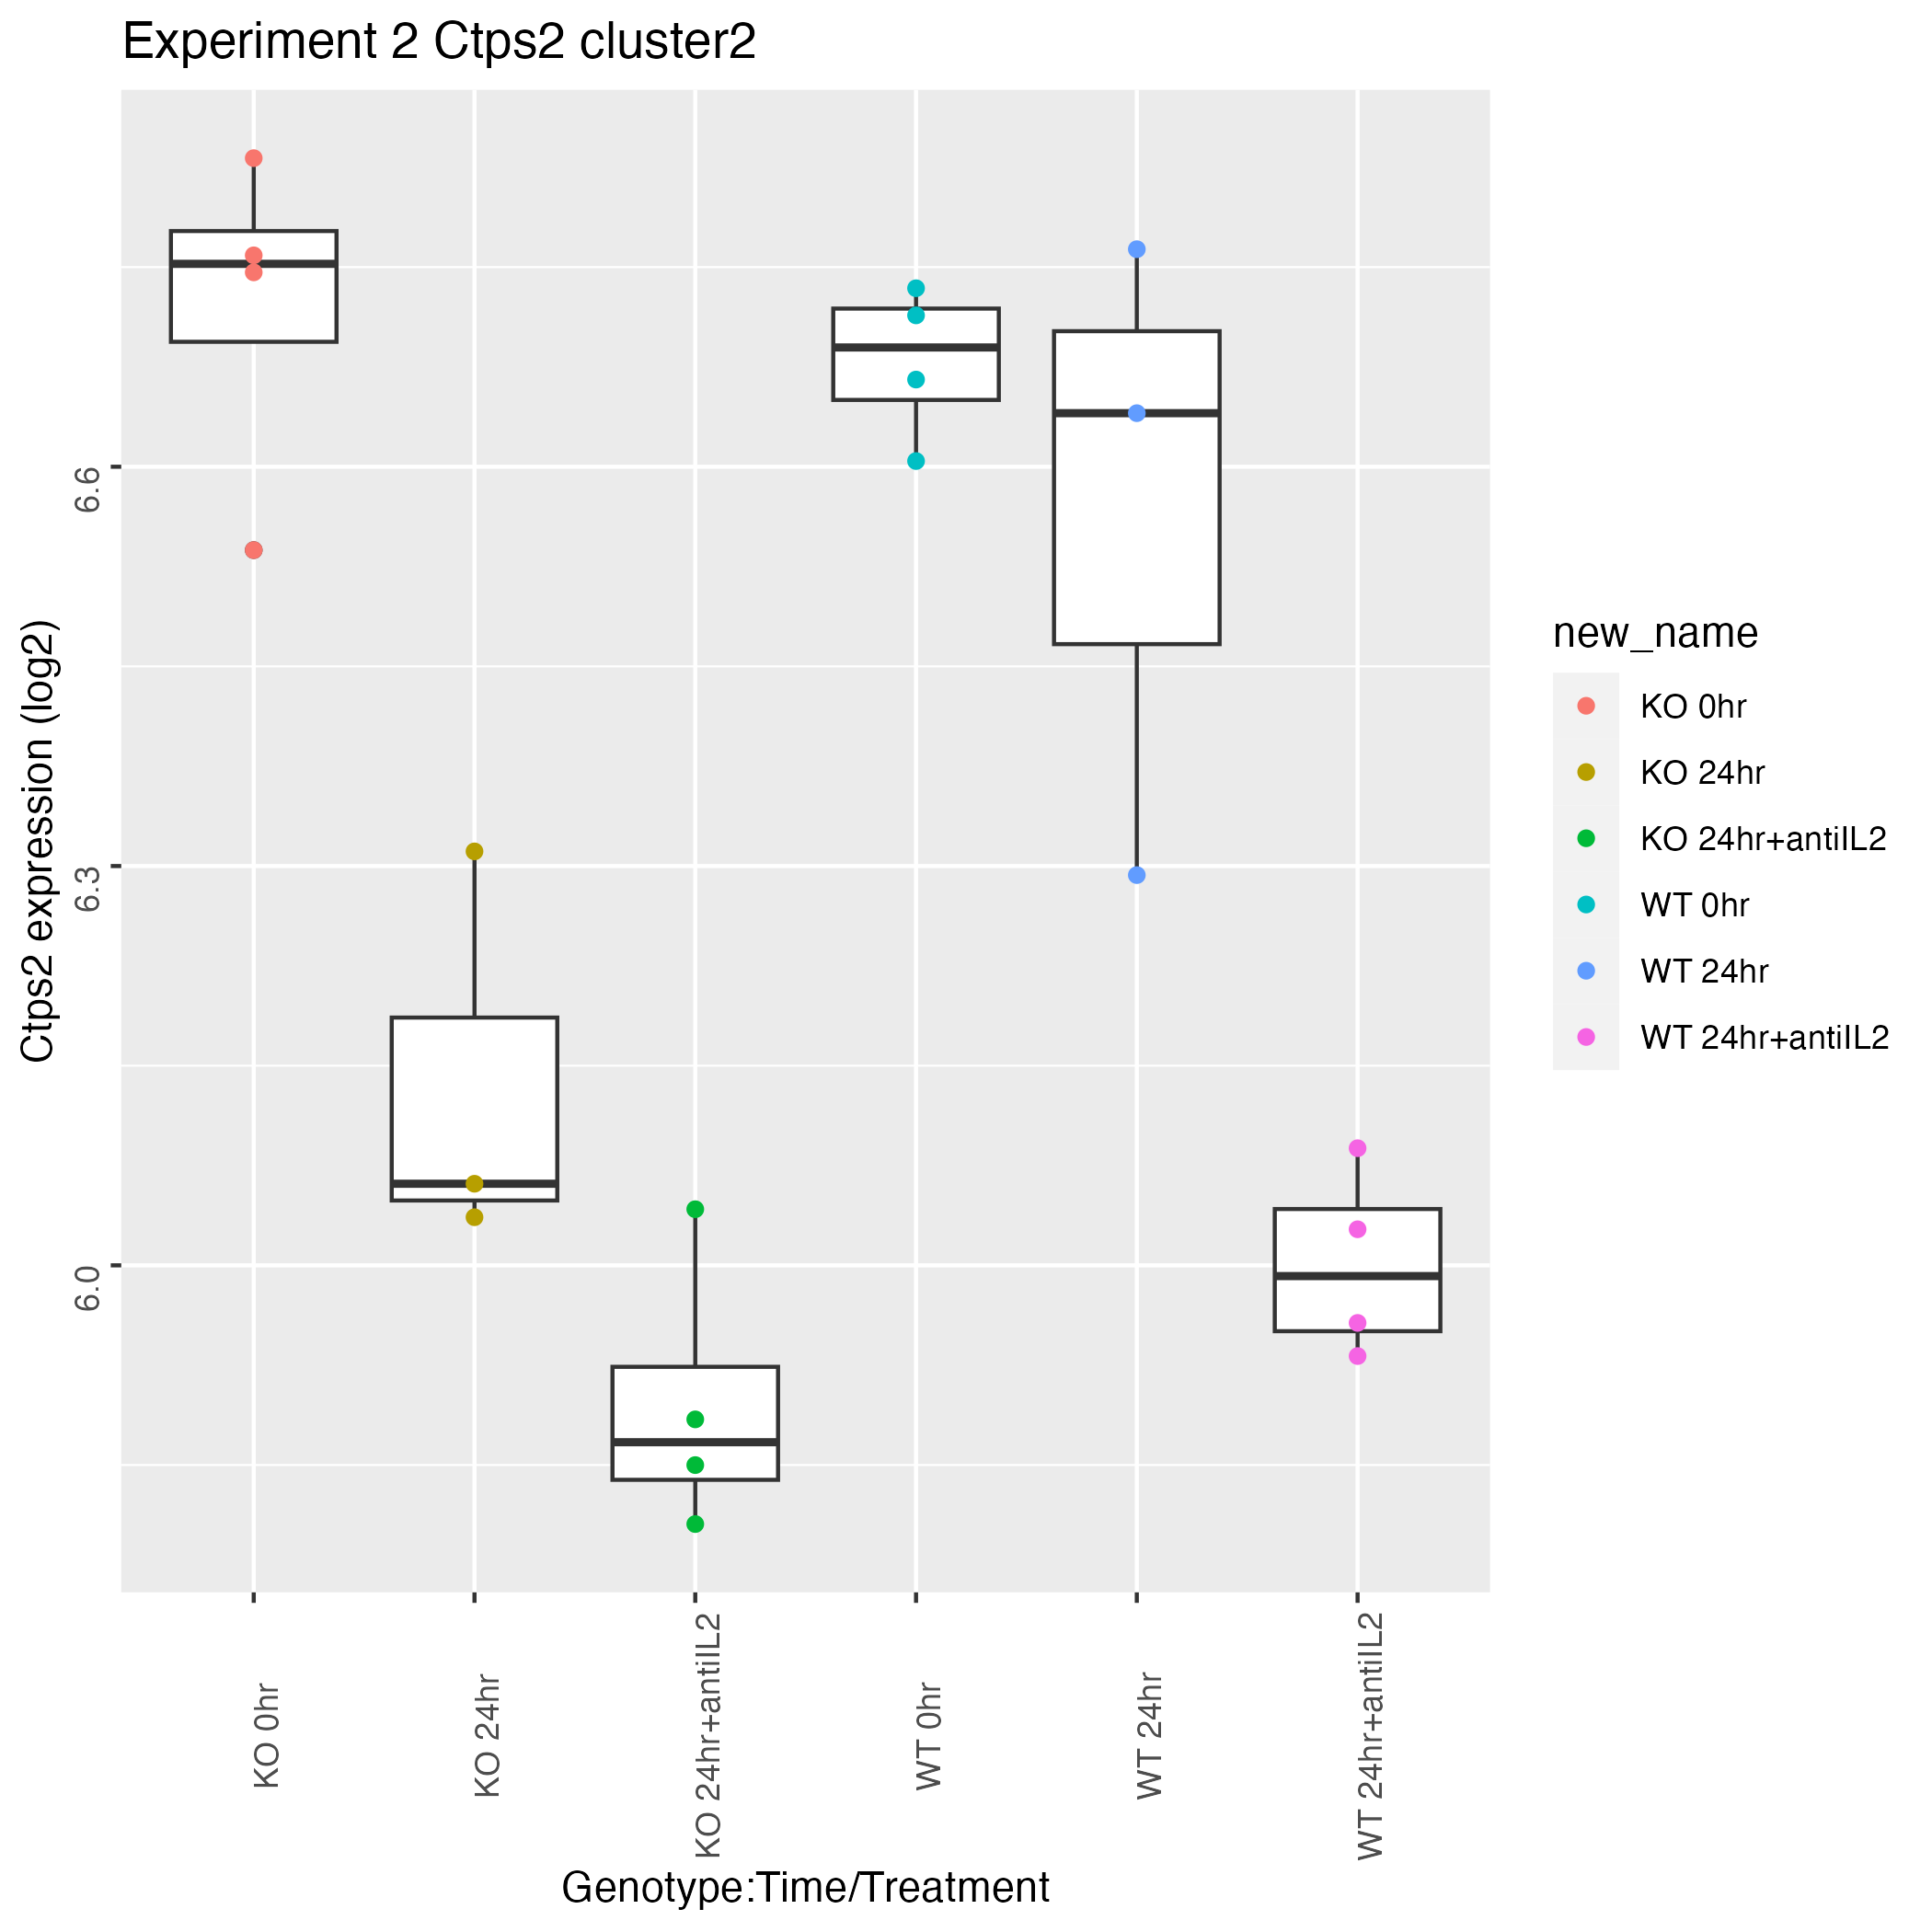 Experiment 2 Ctps2 cluster2
Ctps2 expression (log2)
6.6
6.3
6.0
KO 0hr
KO 24hr
KO 24hr+antiIL2
WT 0hr
WT 24hr
WT 24hr+antiIL2
Genotype:Time/Treatment
new_name
KO 0hr
KO 24hr
KO 24hr+antiIL2
WT 0hr
WT 24hr
WT 24hr+antiIL2